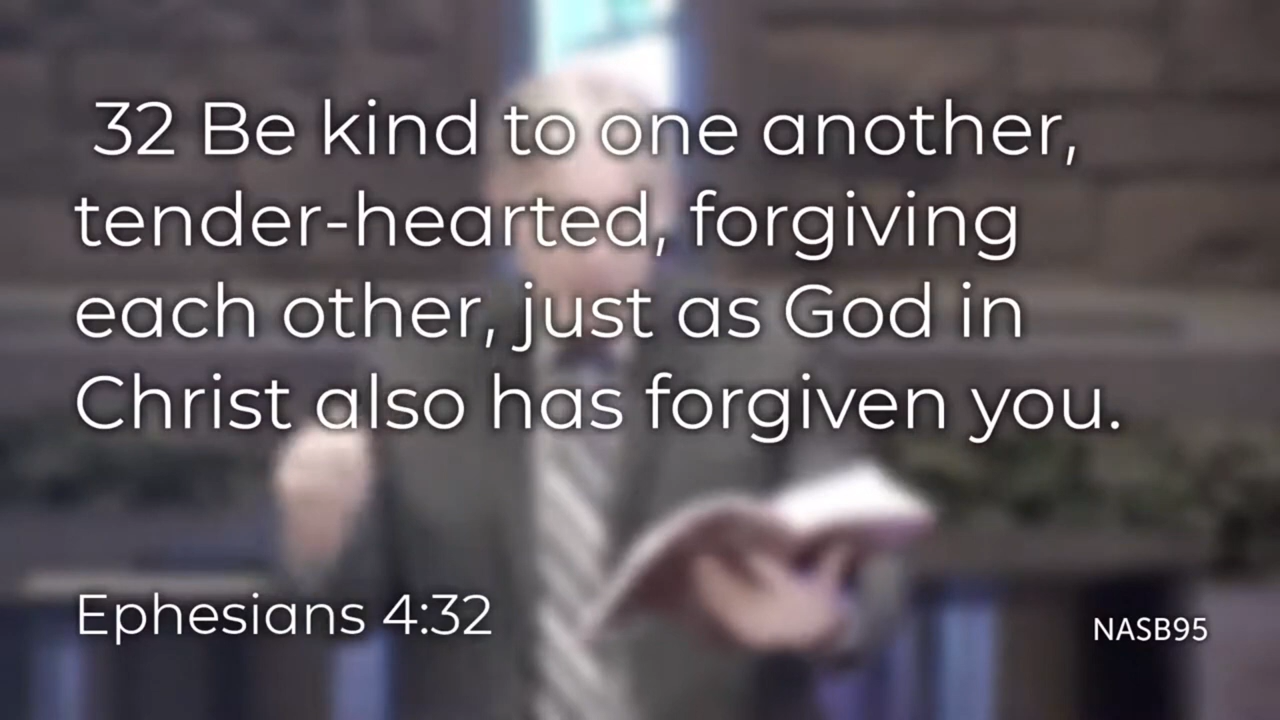 32 Be kind to one another,
tender-hearted, forgiving
each other, just as God in
Christ also has forgiven you.
Ephesians 4:32
NASB95